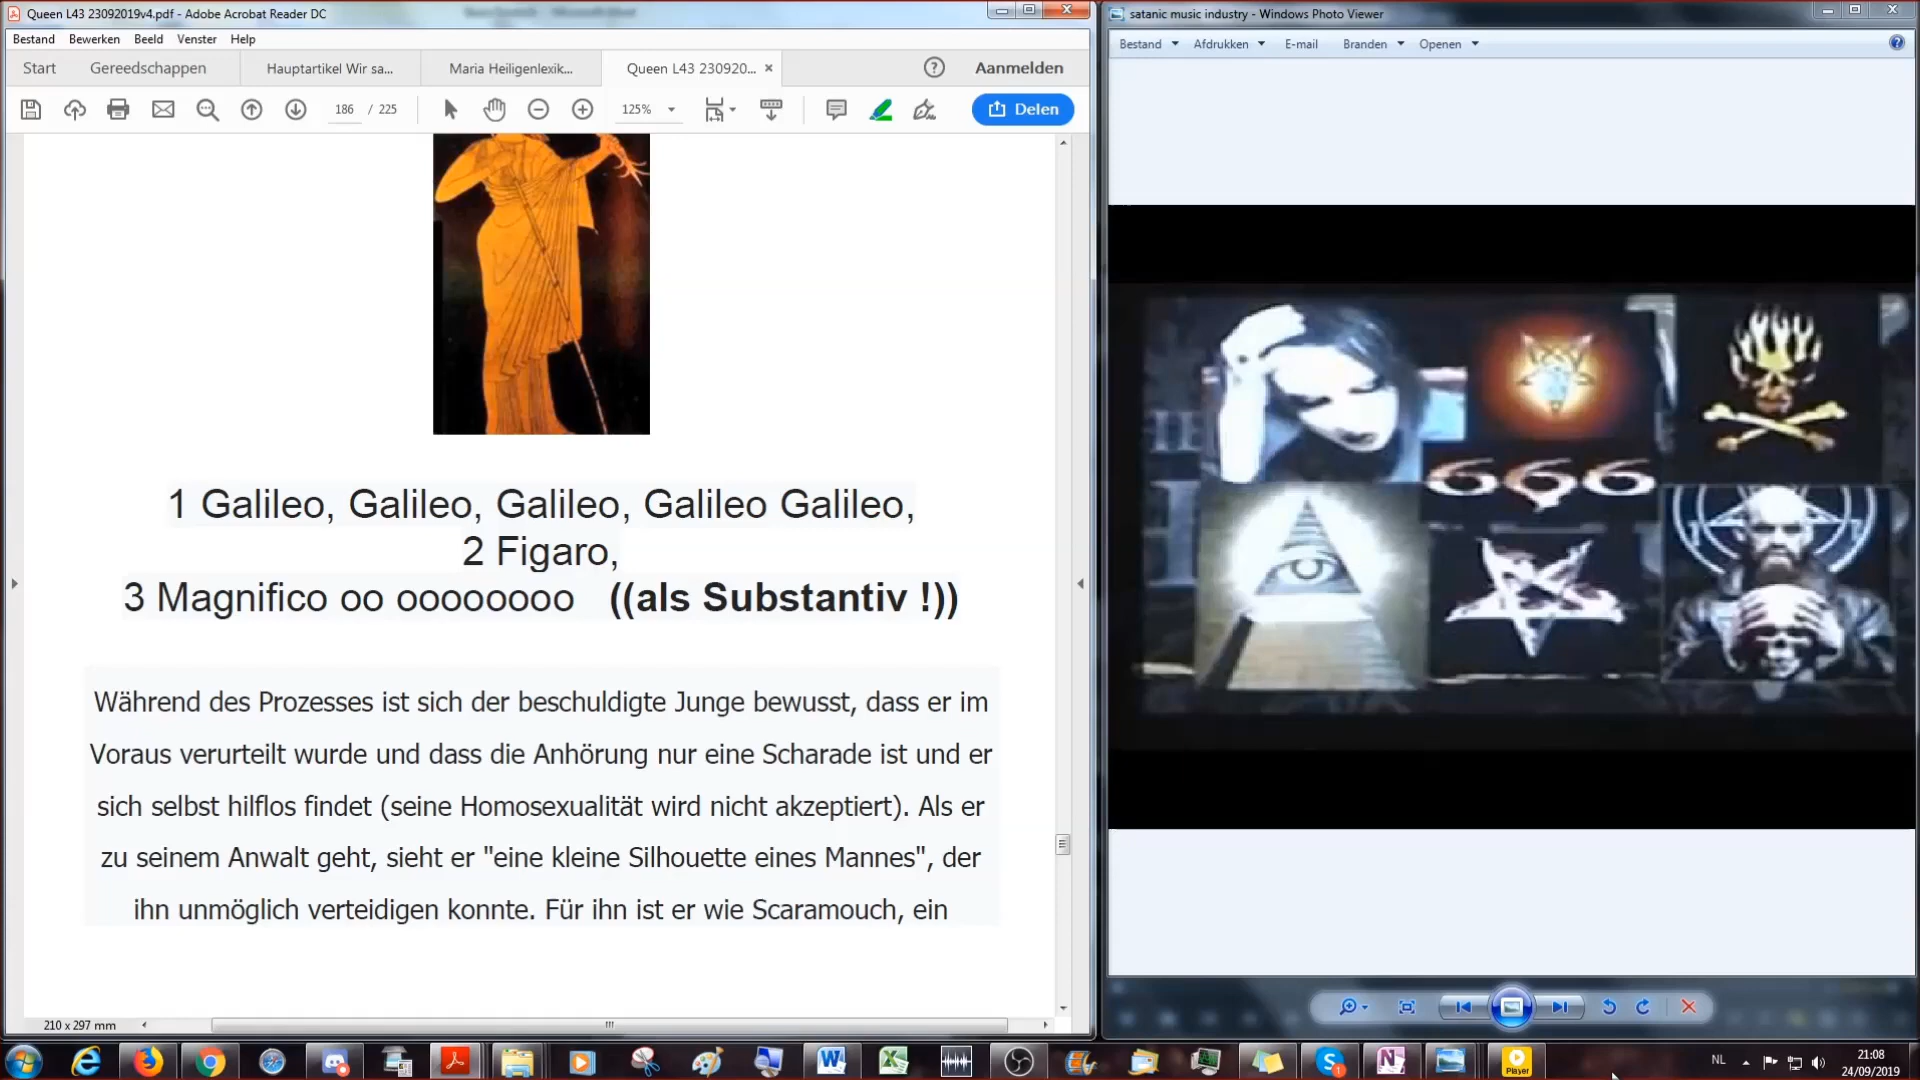 Queen L43 23092019v4.pdf - Adobe Acrobat Reader DC
Bestand Bewerken Beeld Venster Help
Start Gereedschappen Hauptartikel Wir sa... Maria Heiligenlexik... Queen L43 230920... × Aanmelden
186 / 225 125% Delen
1 Galileo, Galileo, Galileo, Galileo Galileo,
2 Figaro,
3 Magnifico oo oooooooo ((als Substantiv !))
Während des Prozesses ist sich der beschuldigte Junge bewusst, dass er im
Voraus verurteilt wurde und dass die Anhörung nur eine Scharade ist und er
sich selbst hilflos findet (seine Homosexualität wird nicht akzeptiert). Als er
zu seinem Anwalt geht, sieht er "eine kleine Silhouette eines Mannes", der
ihn unmöglich verteidigen konnte. Für ihn ist er wie Scaramouch, ein
210 x 297 mm
satanic music industry - Windows Photo Viewer
Bestand Afdrukken E-mail Branden Openen
666
Player
NL
21:08
24/09/2019